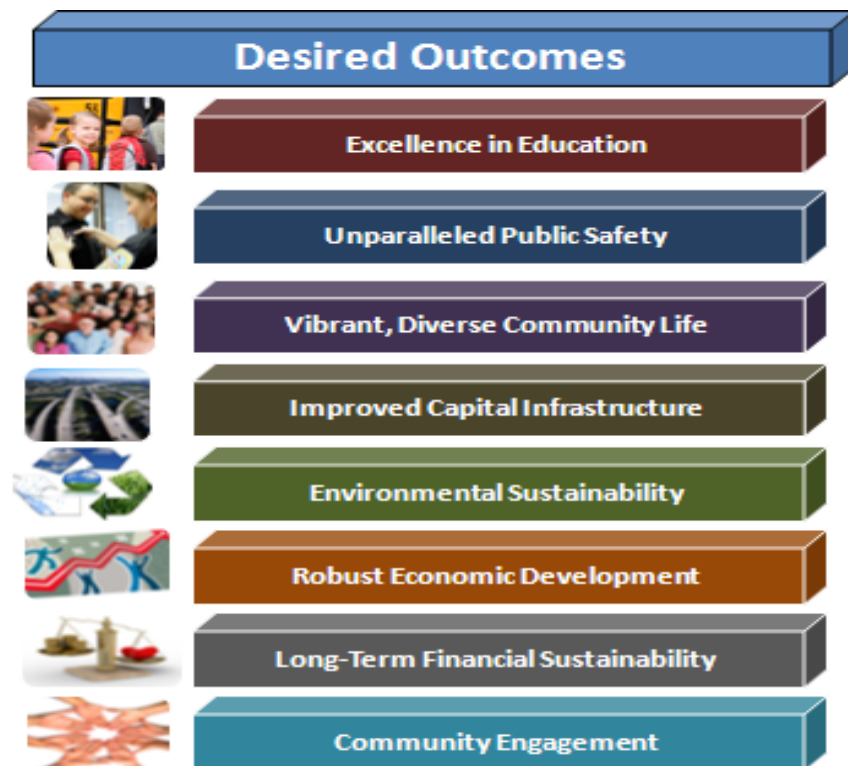 Desired Outcomes
Excellence in Education
Unparalleled Public Safety
Vibrant, Diverse Community Life
Improved Capital Infrastructure
Environmental Sustainability
Robust Economic Development
Long-Term Financial Sustainability
Community Engagement